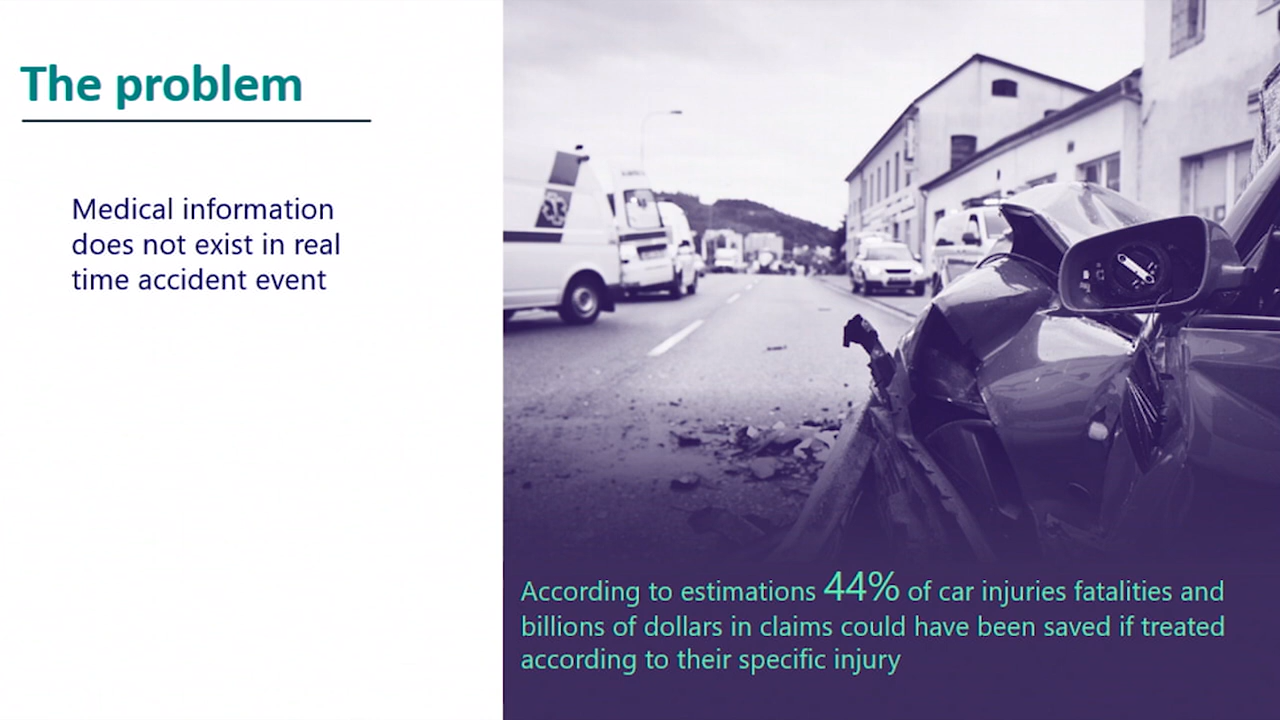 The problem
Medical information
does not exist in real
time accident event
According to estimations 44% of car injuries fatalities and
billions of dollars in claims could have been saved if treated
according to their specific injury